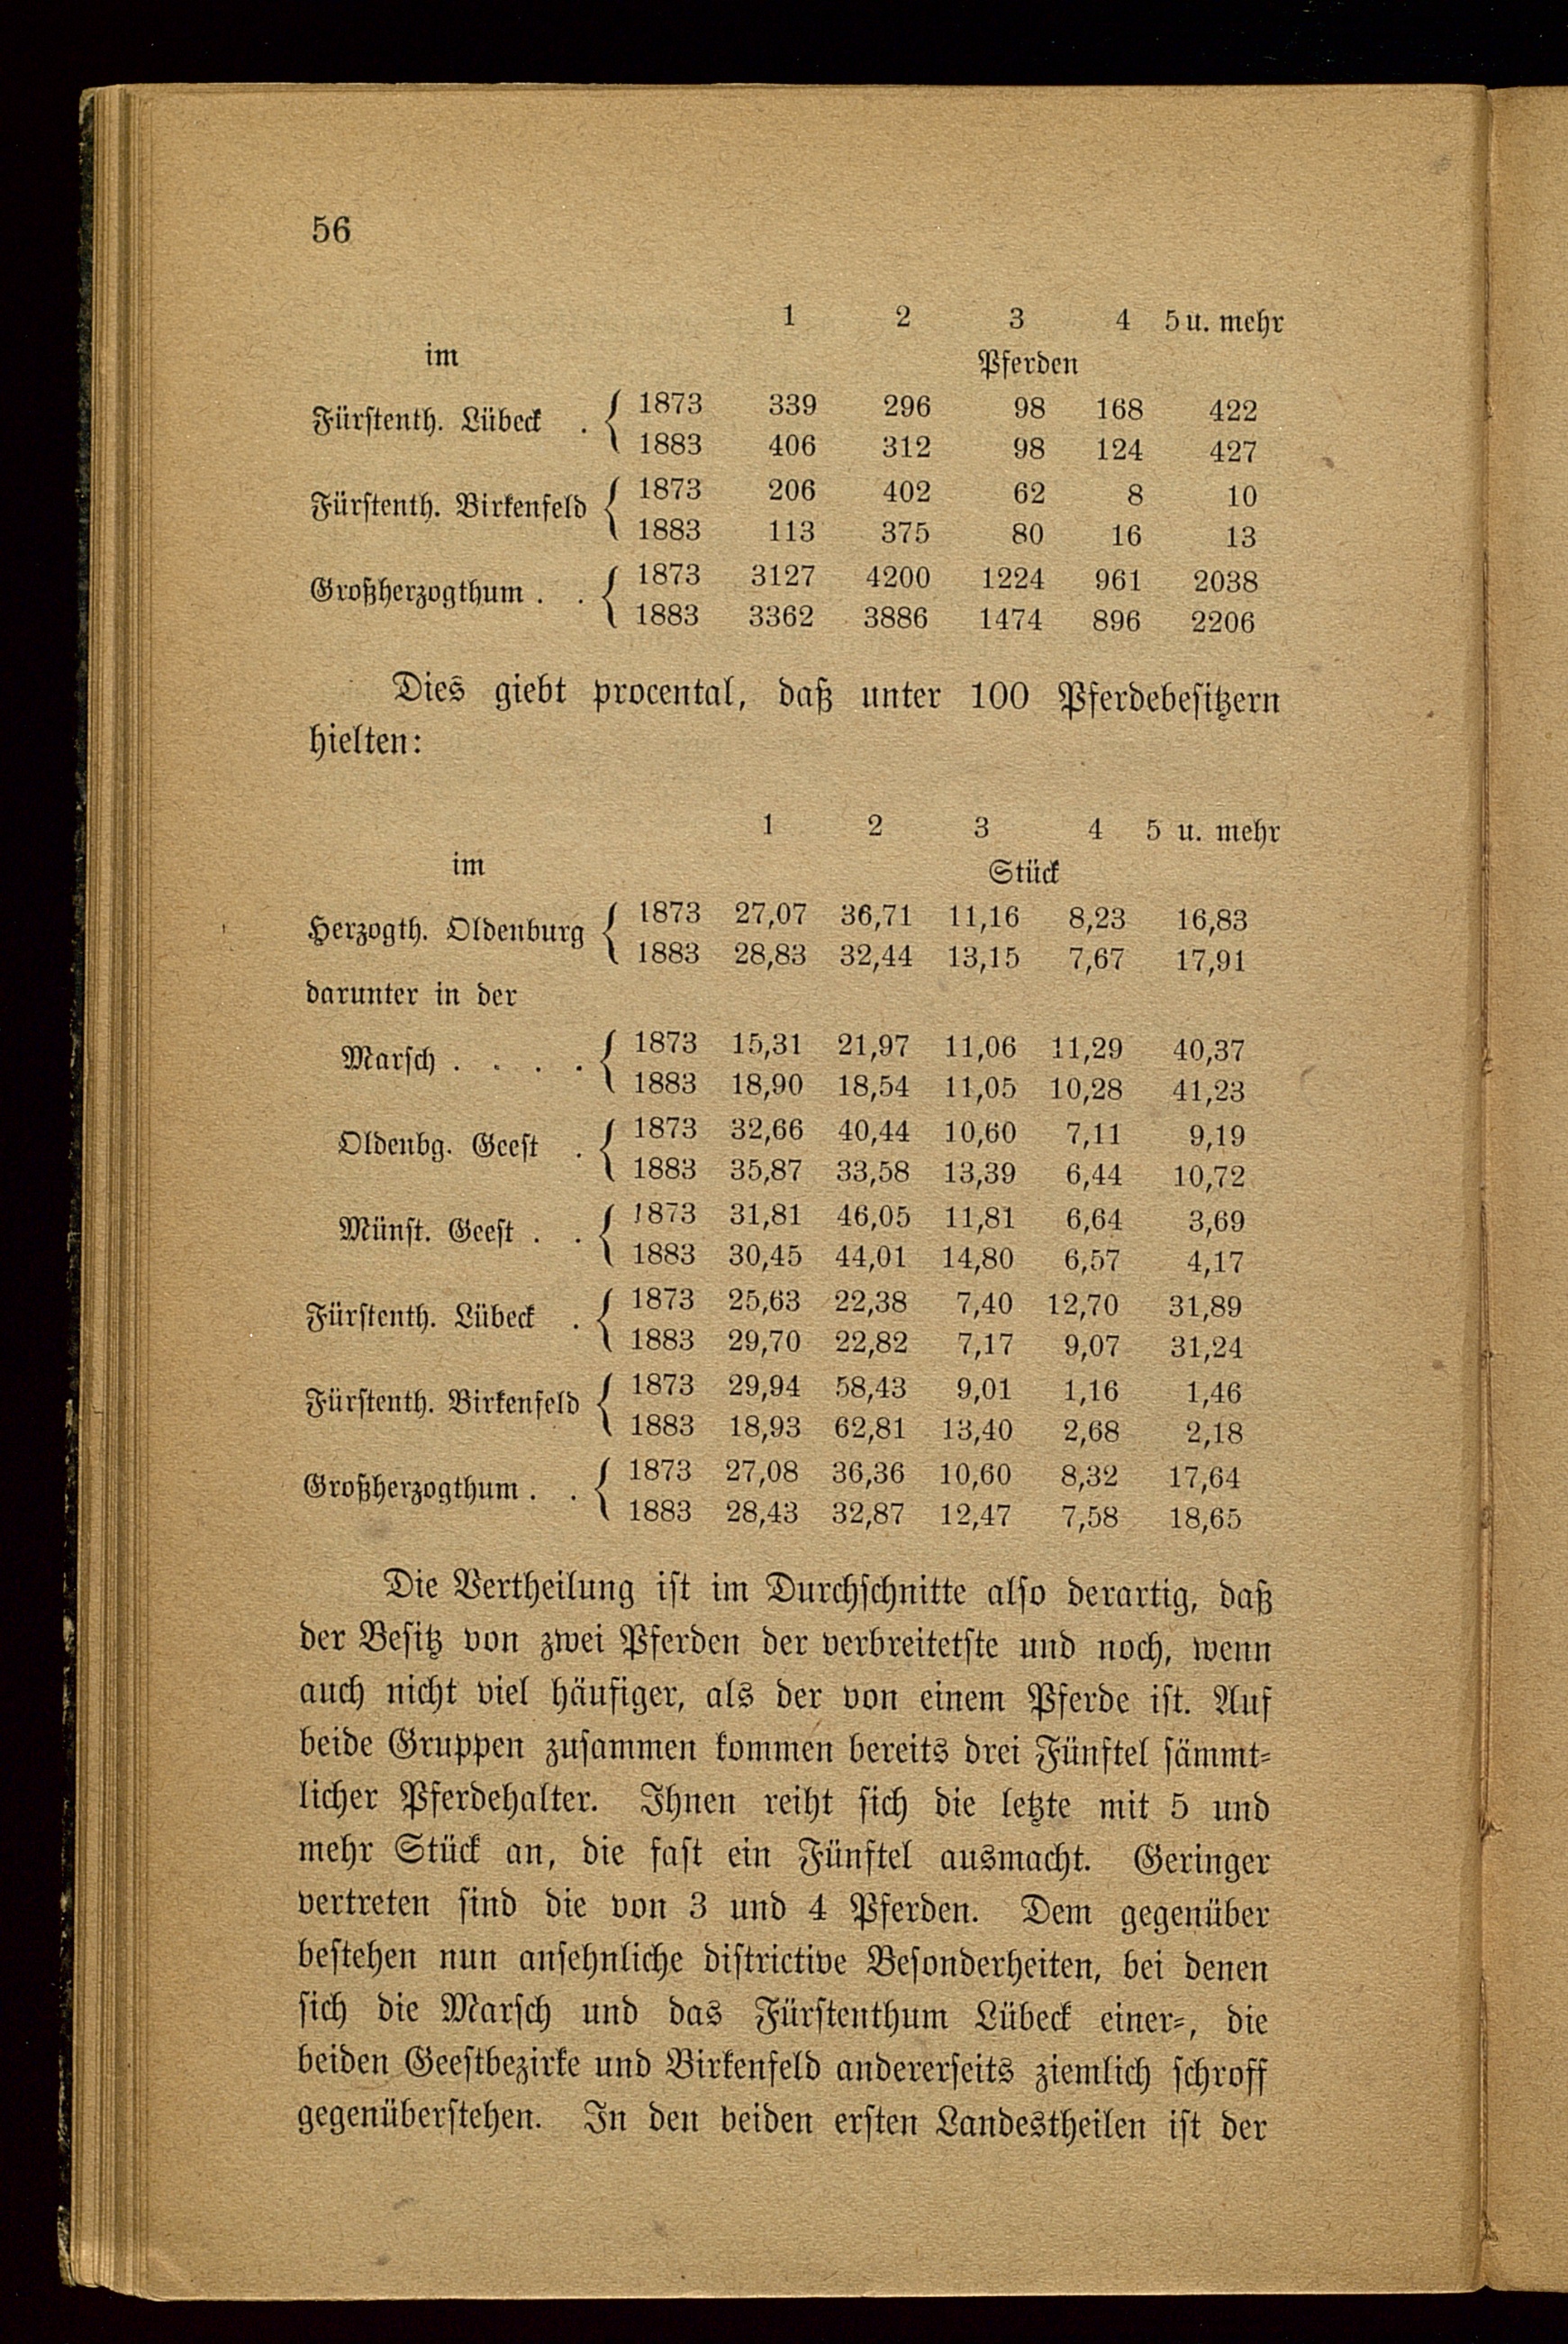 56
1 2 3 4 5 u. mehr
im Pferden
Fürstenth. Lübeck . { 1873 339 296 98 168 422
1883 406 312 98 124 427
Fürstenth. Birkenfeld { 1873 206 402 62 8 10
1883 113 375 80 16 13
Großherzogthum . . { 1873 3127 4200 1224 961 2038
1883 3362 3886 1474 896 2206
Dies giebt procental, daß unter 100 Pferdebesitzern
hielten:
1 2 3 4 5 u. mehr
im Stück
Herzogth. Oldenburg { 1873 27,07 36,71 11,16 8,23 16,83
1883 28,83 32,44 13,15 7,67 17,91
darunter in der
Marsch . . . . { 1873 15,31 21,97 11,06 11,29 40,37
1883 18,90 18,54 11,05 10,28 41,23
Oldenbg. Geest . { 1873 32,66 40,44 10,60 7,11 9,19
1883 35,87 33,58 13,39 6,44 10,72
Münst. Geest . . { 1873 31,81 46,05 11,81 6,64 3,69
1883 30,45 44,01 14,80 6,57 4,17
Fürstenth. Lübeck . { 1873 25,63 22,38 7,40 12,70 31,89
1883 29,70 22,82 7,17 9,07 31,24
Fürstenth. Birkenfeld { 1873 29,94 58,43 9,01 1,16 1,46
1883 18,93 62,81 13,40 2,68 2,18
Großherzogthum . . { 1873 27,08 36,36 10,60 8,32 17,64
1883 28,43 32,87 12,47 7,58 18,65
Die Vertheilung ist im Durchschnitte also derartig, daß
der Besitz von zwei Pferden der verbreitetste und noch, wenn
auch nicht viel häufiger, als der von einem Pferde ist. Auf
beide Gruppen zusammen kommen bereits drei Fünftel sämmt-
licher Pferdehalter. Ihnen reiht sich die letzte mit 5 und
mehr Stück an, die fast ein Fünftel ausmacht. Geringer
vertreten sind die von 3 und 4 Pferden. Dem gegenüber
bestehen nun ansehnliche districtive Besonderheiten, bei denen
sich die Marsch und das Fürstenthum Lübeck einer-, die
beiden Geestbezirke und Birkenfeld andererseits ziemlich schroff
gegenüberstehen. In den beiden ersten Landestheilen ist der